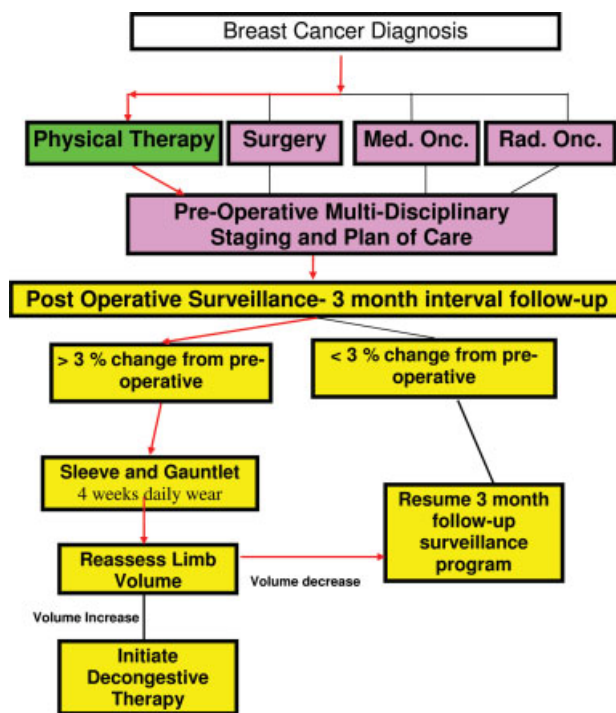 Breast Cancer Diagnosis
Physical Therapy
Surgery
Med. Onc.
Rad. Onc.
Pre-Operative Multi-Disciplinary
Staging and Plan of Care
Post Operative Surveillance- 3 month interval follow-up
> 3 % change from pre-
operative
< 3 % change from pre-
operative
Sleeve and Gauntlet
4 weeks daily wear
Resume 3 month
follow-up
surveillance
program
Reassess Limb
Volume
Volume decrease
Volume Increase
Initiate
Decongestive
Therapy